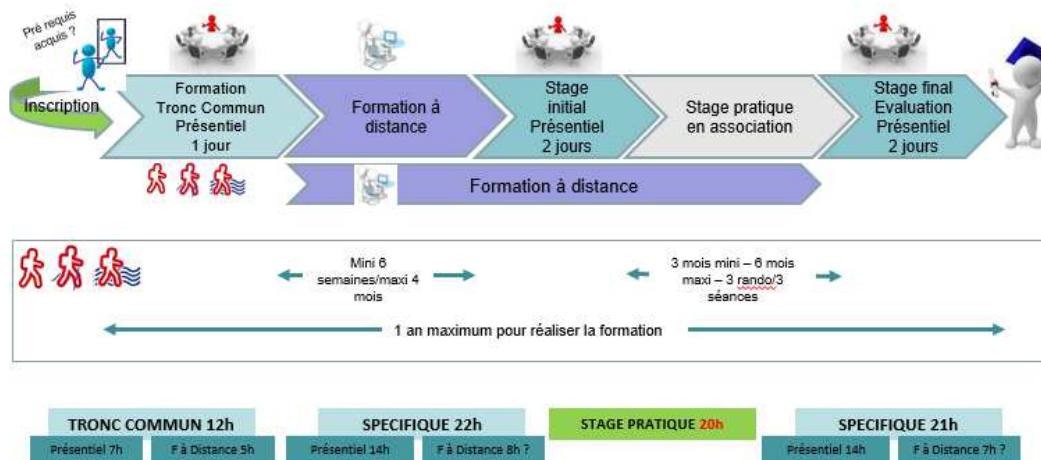 Pré requis
acquis ?
Inscription
Formation
Tronc Commun
Présentiel
1 jour
Formation à
distance
Stage
initial
Présentiel
2 jours
Stage pratique
en association
Stage final
Evaluation
Présentiel
2 jours
Formation à distance
Mini 6
semaines/maxi 4
mois
3 mois mini – 6 mois
maxi – 3 rando/3
séances
1 an maximum pour réaliser la formation
TRONC COMMUN 12h
Présentiel 7h
F à Distance 5h
SPECIFIQUE 22h
Présentiel 14h
F à Distance 8h ?
STAGE PRATIQUE 20h
SPECIFIQUE 21h
Présentiel 14h
F à Distance 7h ?